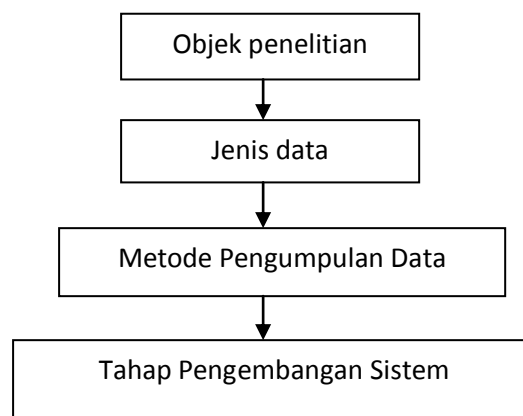 Objek penelitian
Jenis data
Metode Pengumpulan Data
Tahap Pengembangan Sistem